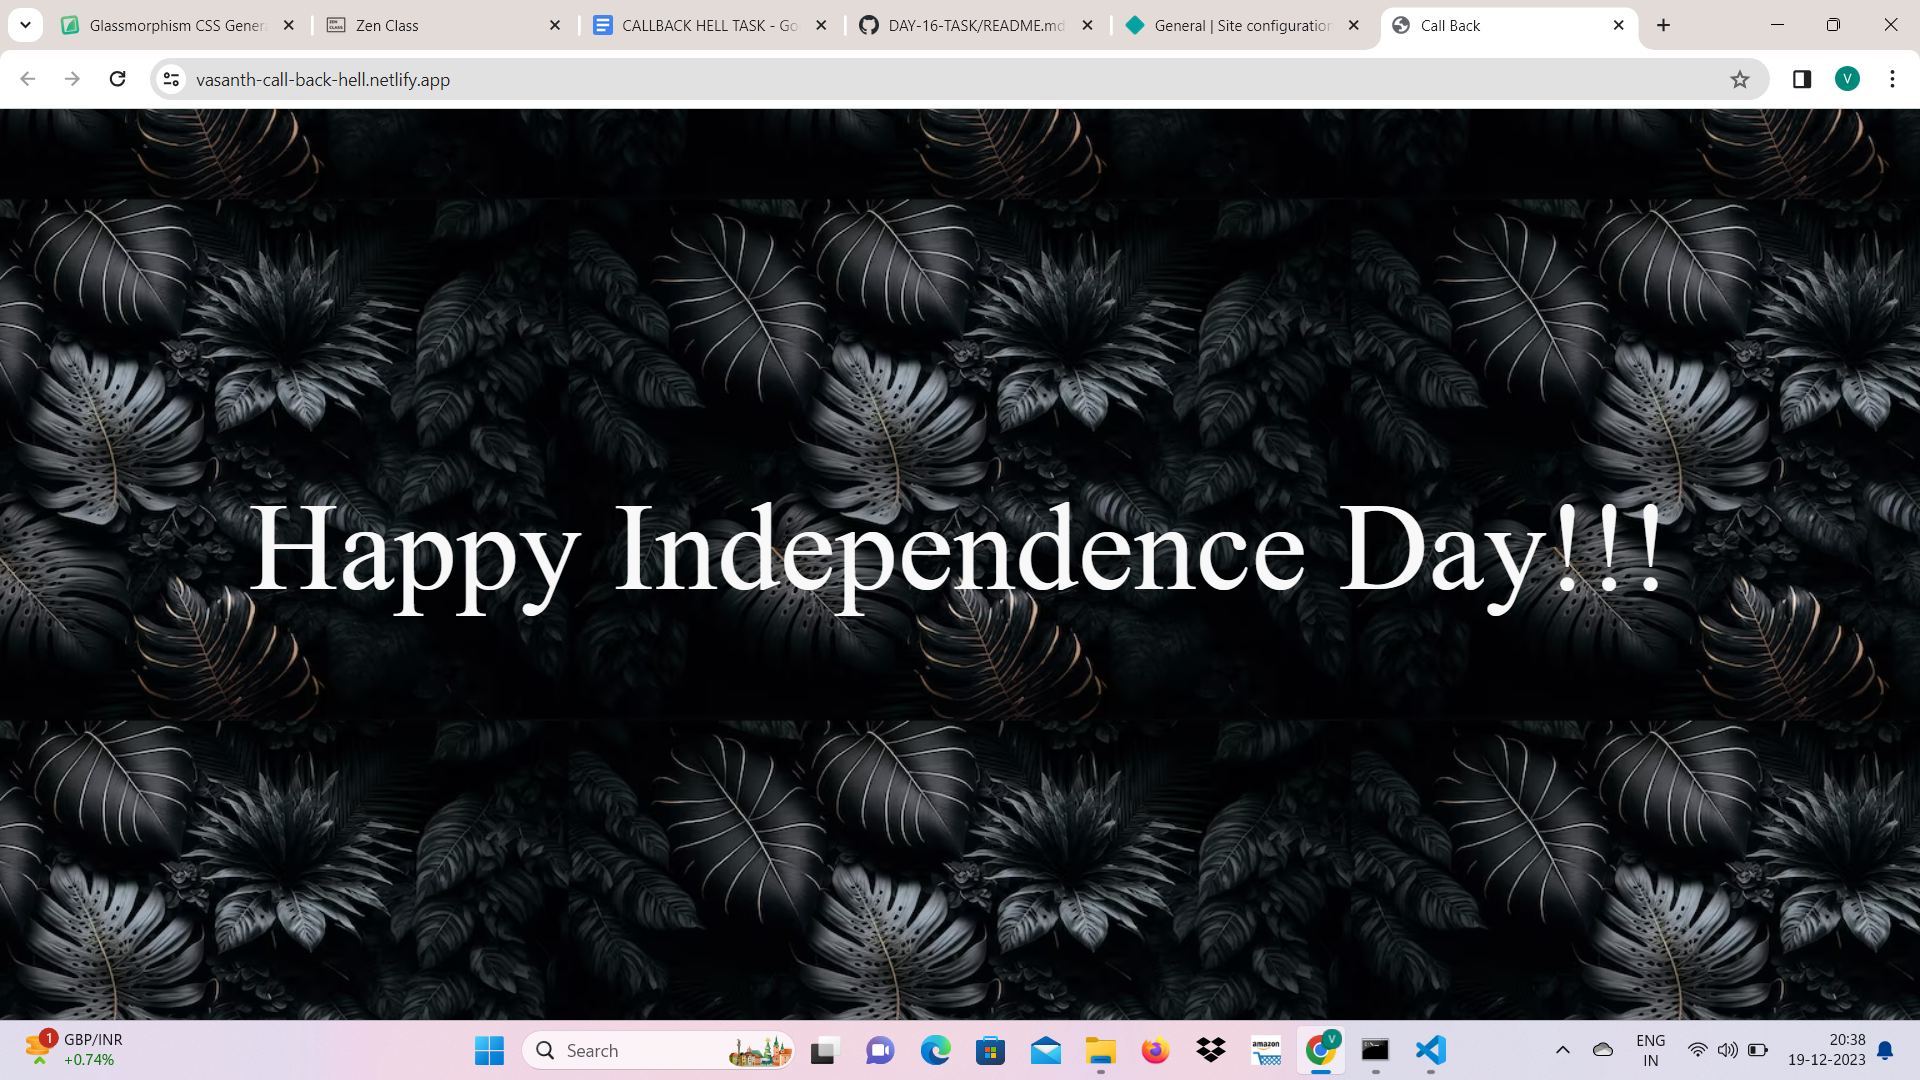 Glassmorphism CSS Genera
Zen Class
CALLBACK HELL TASK - Go
DAY-16-TASK/README.md
General | Site configuration
Call Back
vasanth-call-back-hell.netlify.app
V
Happy Independence Day!!!
1
GBP/INR
+0.74%
Search
amazon
V
ENG
IN
20:38
19-12-2023